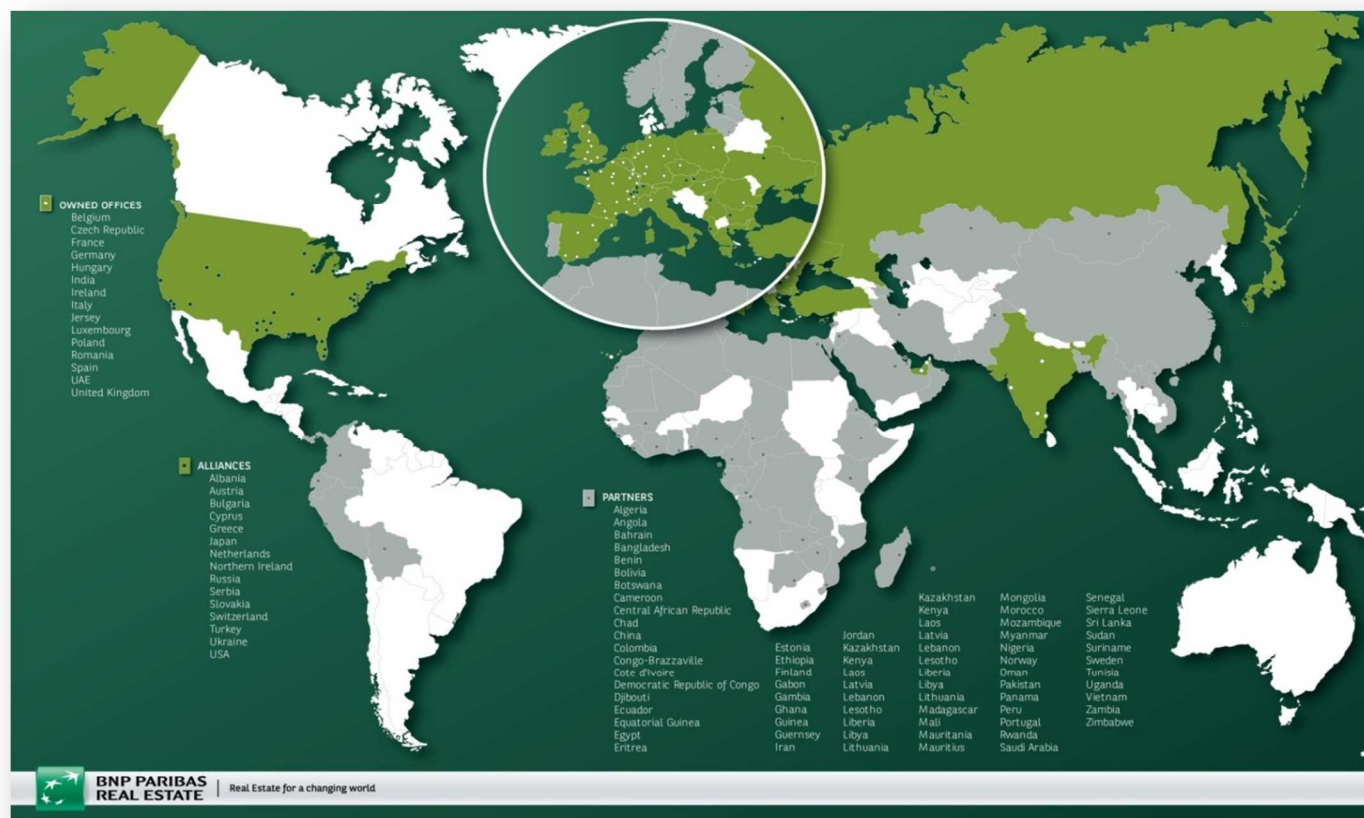 OWNED OFFICES
Belgium
Czech Republic
France
Germany
Hungary
India
Ireland
Italy
Jersey
Luxembourg
Poland
Romania
Spain
UAE
United Kingdom
ALLIANCES
Albania
Austria
Bulgaria
Cyprus
Greece
Japan
Netherlands
Northern Ireland
Russia
Serbia
Slovakia
Switzerland
Turkey
Ukraine
USA
PARTNERS
Algeria
Angola
Bahrain
Bangladesh
Benin
Bolivia
Botswana
Cameroon
Central African Republic
Chad
China
Colombia
Congo-Brazzaville
Cote d'Ivoire
Democratic Republic of Congo
Djibouti
Ecuador
Equatorial Guinea
Egypt
Eritrea
Estonia
Ethiopia
Finland
Gabon
Gambia
Ghana
Guinea
Guernsey
Iran
Jordan
Kazakhstan
Kenya
Laos
Latvia
Lebanon
Lesotho
Liberia
Libya
Lithuania
Kazakhstan
Kenya
Laos
Latvia
Lebanon
Lesotho
Liberia
Libya
Lithuania
Madagascar
Mali
Mauritania
Mauritius
Mongolia
Morocco
Mozambique
Myanmar
Nigeria
Norway
Oman
Pakistan
Panama
Peru
Portugal
Rwanda
Saudi Arabia
Senegal
Sierra Leone
Sri Lanka
Sudan
Suriname
Sweden
Tunisia
Uganda
Vietnam
Zambia
Zimbabwe
BNP PARIBAS
REAL ESTATE
Real Estate for a changing world